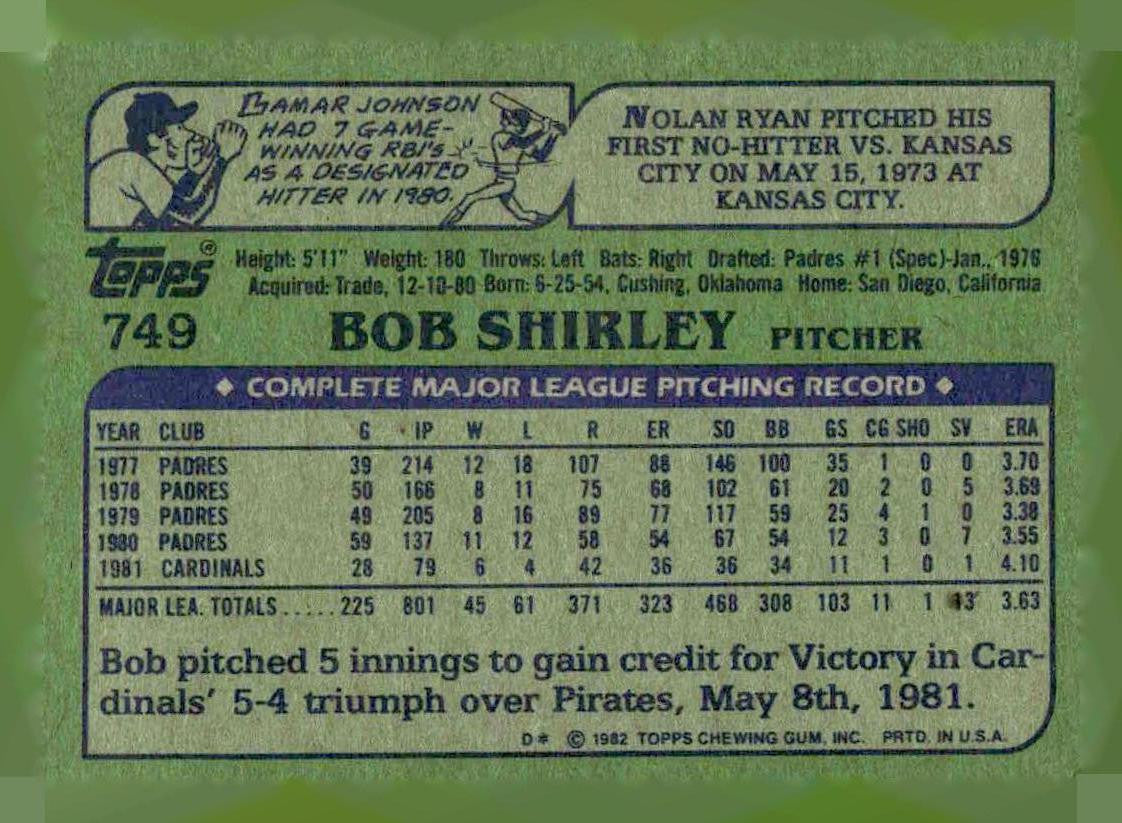 LAMAR JOHNSON
HAD 7 GAME-
WINNING RBI'S
AS A DESIGNATED
HITTER IN 1980.
NOLAN RYAN PITCHED HIS
FIRST NO-HITTER VS. KANSAS
CITY ON MAY 15, 1973 AT
KANSAS CITY.
Topps®
Height: 5'11" Weight: 180 Throws: Left Bats: Right Drafted: Padres #1 (Spec)-Jan., 1976
Acquired: Trade, 12-10-80 Born: 6-25-54, Cushing, Oklahoma Home: San Diego, California
749 BOB SHIRLEY PITCHER
◆ COMPLETE MAJOR LEAGUE PITCHING RECORD ◆
YEAR CLUB G IP W L R ER SO BB GS CG SHO SV ERA
1977 PADRES 39 214 12 18 107 88 146 100 35 1 0 0 3.70
1978 PADRES 50 166 8 11 75 68 102 61 20 2 0 5 3.69
1979 PADRES 49 205 8 16 89 77 117 59 25 4 1 0 3.38
1980 PADRES 59 137 11 12 58 54 67 54 12 3 0 7 3.55
1981 CARDINALS 28 79 6 4 42 36 36 34 11 1 0 1 4.10
MAJOR LEA. TOTALS..... 225 801 45 61 371 323 468 308 103 11 1 13 3.63
Bob pitched 5 innings to gain credit for Victory in Car-
dinals' 5-4 triumph over Pirates, May 8th, 1981.
D* © 1982 TOPPS CHEWING GUM, INC. PRTD. IN U.S.A.